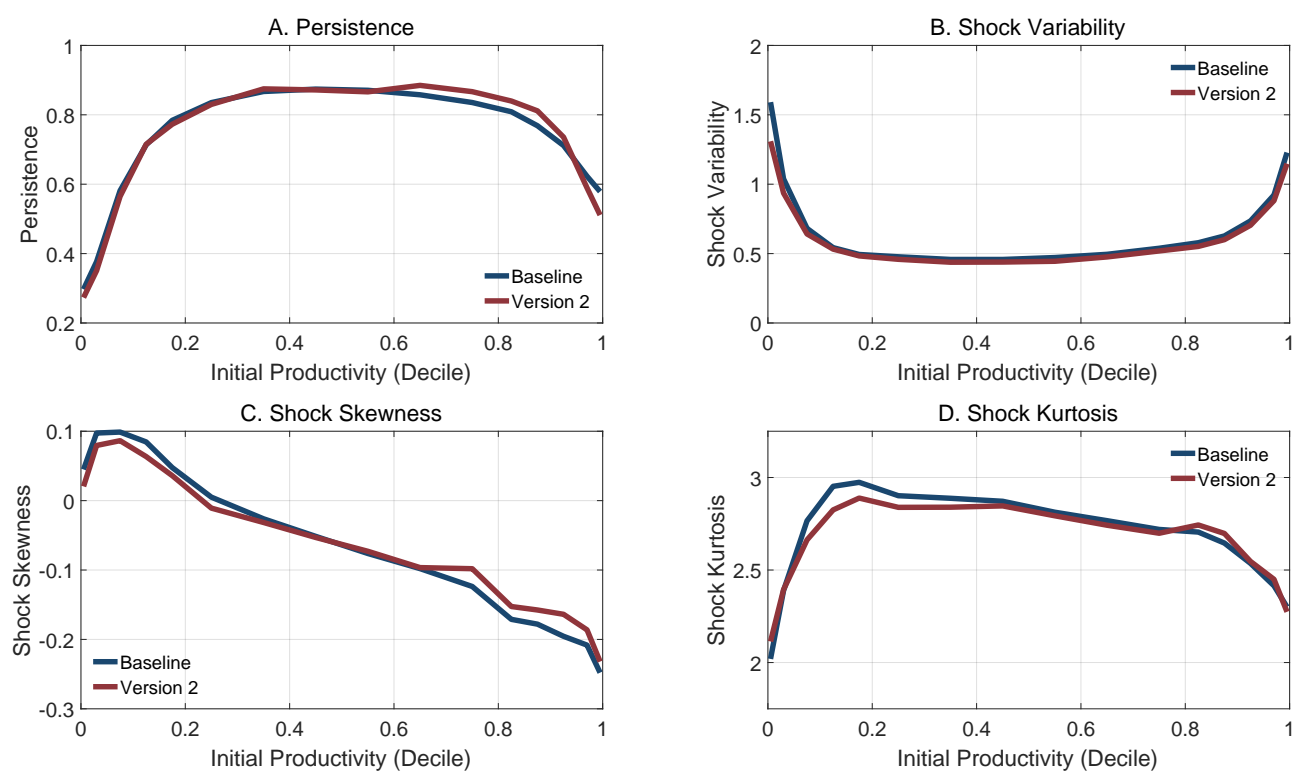 A. Persistence
1
0.8
0.6
0.4
0.2
Persistence
Baseline
Version 2
0 0.2 0.4 0.6 0.8 1
Initial Productivity (Decile)
B. Shock Variability
2
1.5
1
0.5
0
Shock Variability
Baseline
Version 2
0 0.2 0.4 0.6 0.8 1
Initial Productivity (Decile)
C. Shock Skewness
0.1
0
-0.1
-0.2
-0.3
Shock Skewness
Baseline
Version 2
0 0.2 0.4 0.6 0.8 1
Initial Productivity (Decile)
D. Shock Kurtosis
3
2.5
2
Shock Kurtosis
Baseline
Version 2
0 0.2 0.4 0.6 0.8 1
Initial Productivity (Decile)